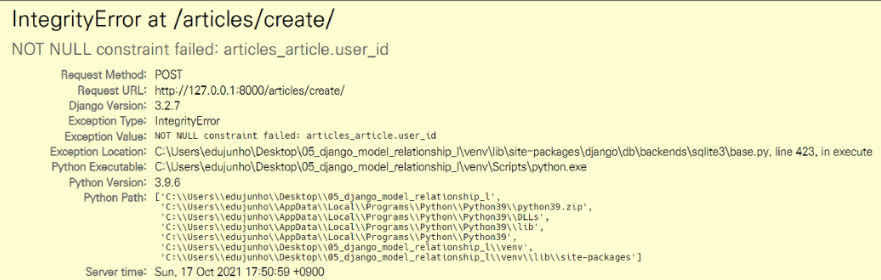 IntegrityError at /articles/create/
NOT NULL constraint failed: articles_article.user_id
Request Method: POST
Request URL: http://127.0.0.1:8000/articles/create/
Django Version: 3.2.7
Exception Type: IntegrityError
Exception Value: NOT NULL constraint failed: articles_article.user_id
Exception Location: C:\Users\edujunho\Desktop\05_django_model_relationship_I\venv\lib\site-packages\django\db\backends\sqlite3\base.py, line 423, in execute
Python Executable: C:\Users\edujunho\Desktop\05_django_model_relationship_I\venv\Scripts\python.exe
Python Version: 3.9.6
Python Path: ['C:\\Users\\edujunho\\Desktop\\05_django_model_relationship_l',
'C:\\Users\\edujunho\\AppData\\Local\\Programs\\Python\\Python39\\python39.zip',
'C:\\Users\\edujunho\\AppData\\Local\\Programs\\Python\\Python39\\DLLs',
'C:\\Users\\edujunho\\AppData\\Local\\Programs\\Python\\Python39\\lib',
'C:\\Users\\edujunho\\AppData\\Local\\Programs\\Python\\Python39',
'C:\\Users\\edujunho\\Desktop\\05_django_model_relationship_l\\venv',
'C:\\Users\\edujunho\\Desktop\\05_django_model_relationship_l\\venv\\lib\\site-packages']
Server time: Sun, 17 Oct 2021 17:50:59 +0900